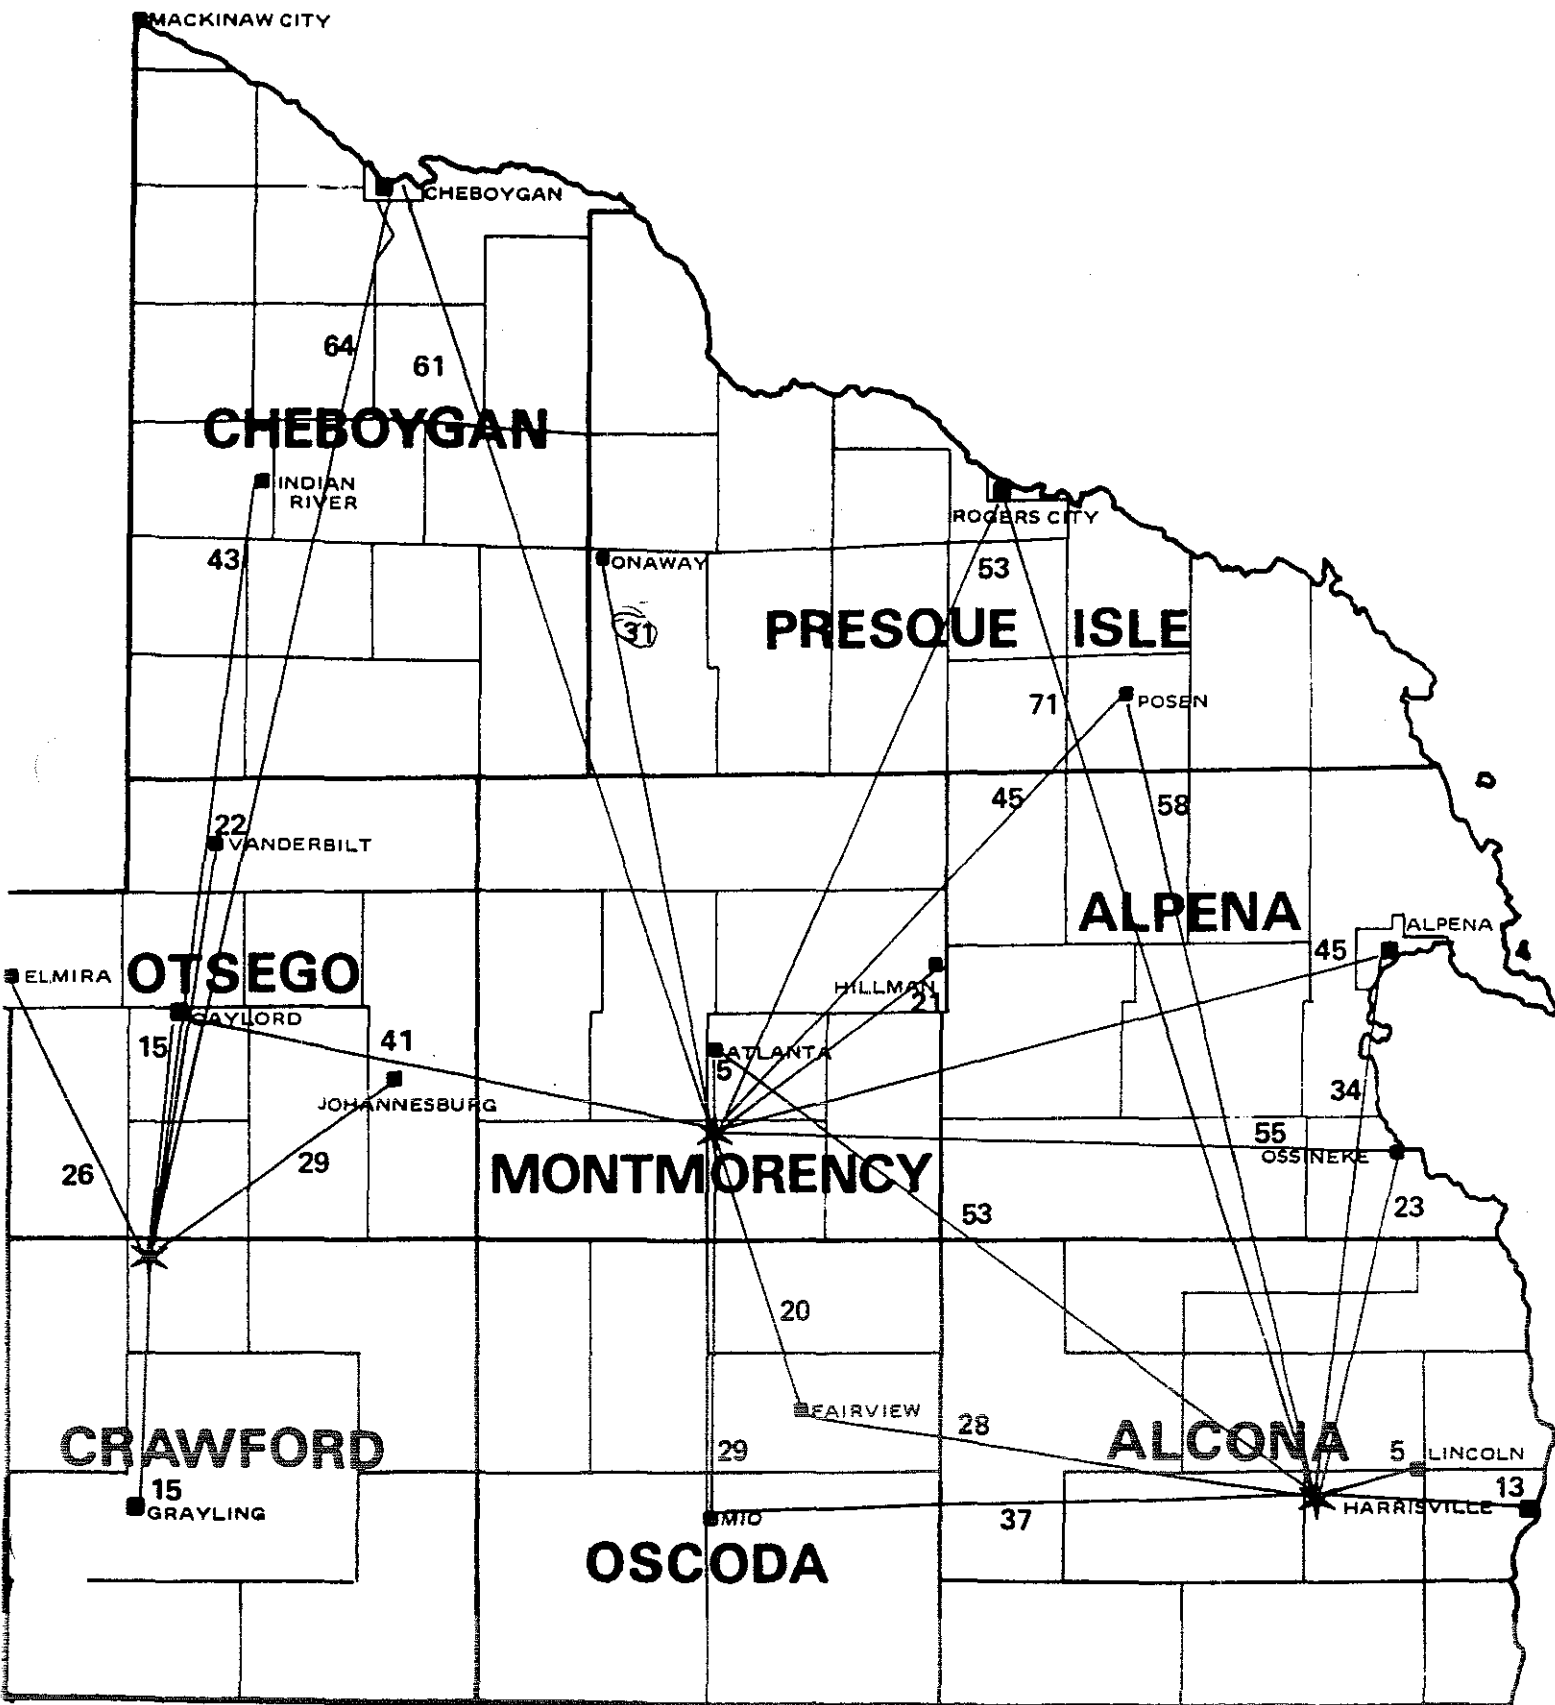 MACKINAW CITY
CHEBOYGAN
64
61
CHEBOYGAN
INDIAN
RIVER
ROGERS CITY
43
ONAWAY
53
31
PRESQUE ISLE
71
POSEN
45
58
22
VANDERBILT
ALPENA
ALPENA
45
ELMIRA
OTSEGO
HILLMAN
21
GAYLORD
15
41
ATLANTA
5
34
JOHANNESBURG
55
OSSINEKE
26
29
MONTMORENCY
53
23
20
FAIRVIEW
28
CRAWFORD
ALCONA
29
5
LINCOLN
15
GRAYLING
13
HARRISVILLE
MIO
37
OSCODA